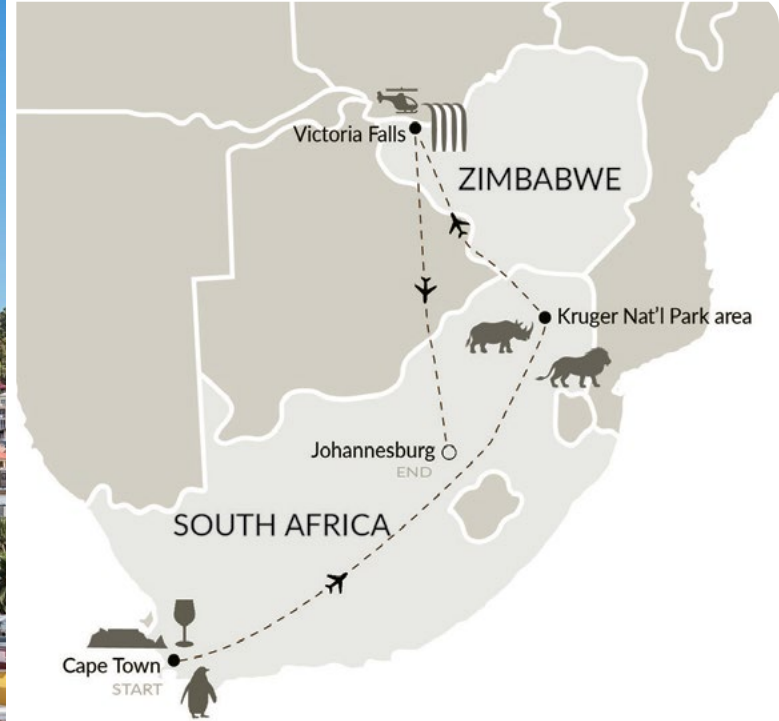 Victoria Falls
ZIMBABWE
Kruger Nat'l Park area
Johannesburg
END
SOUTH AFRICA
Cape Town
START